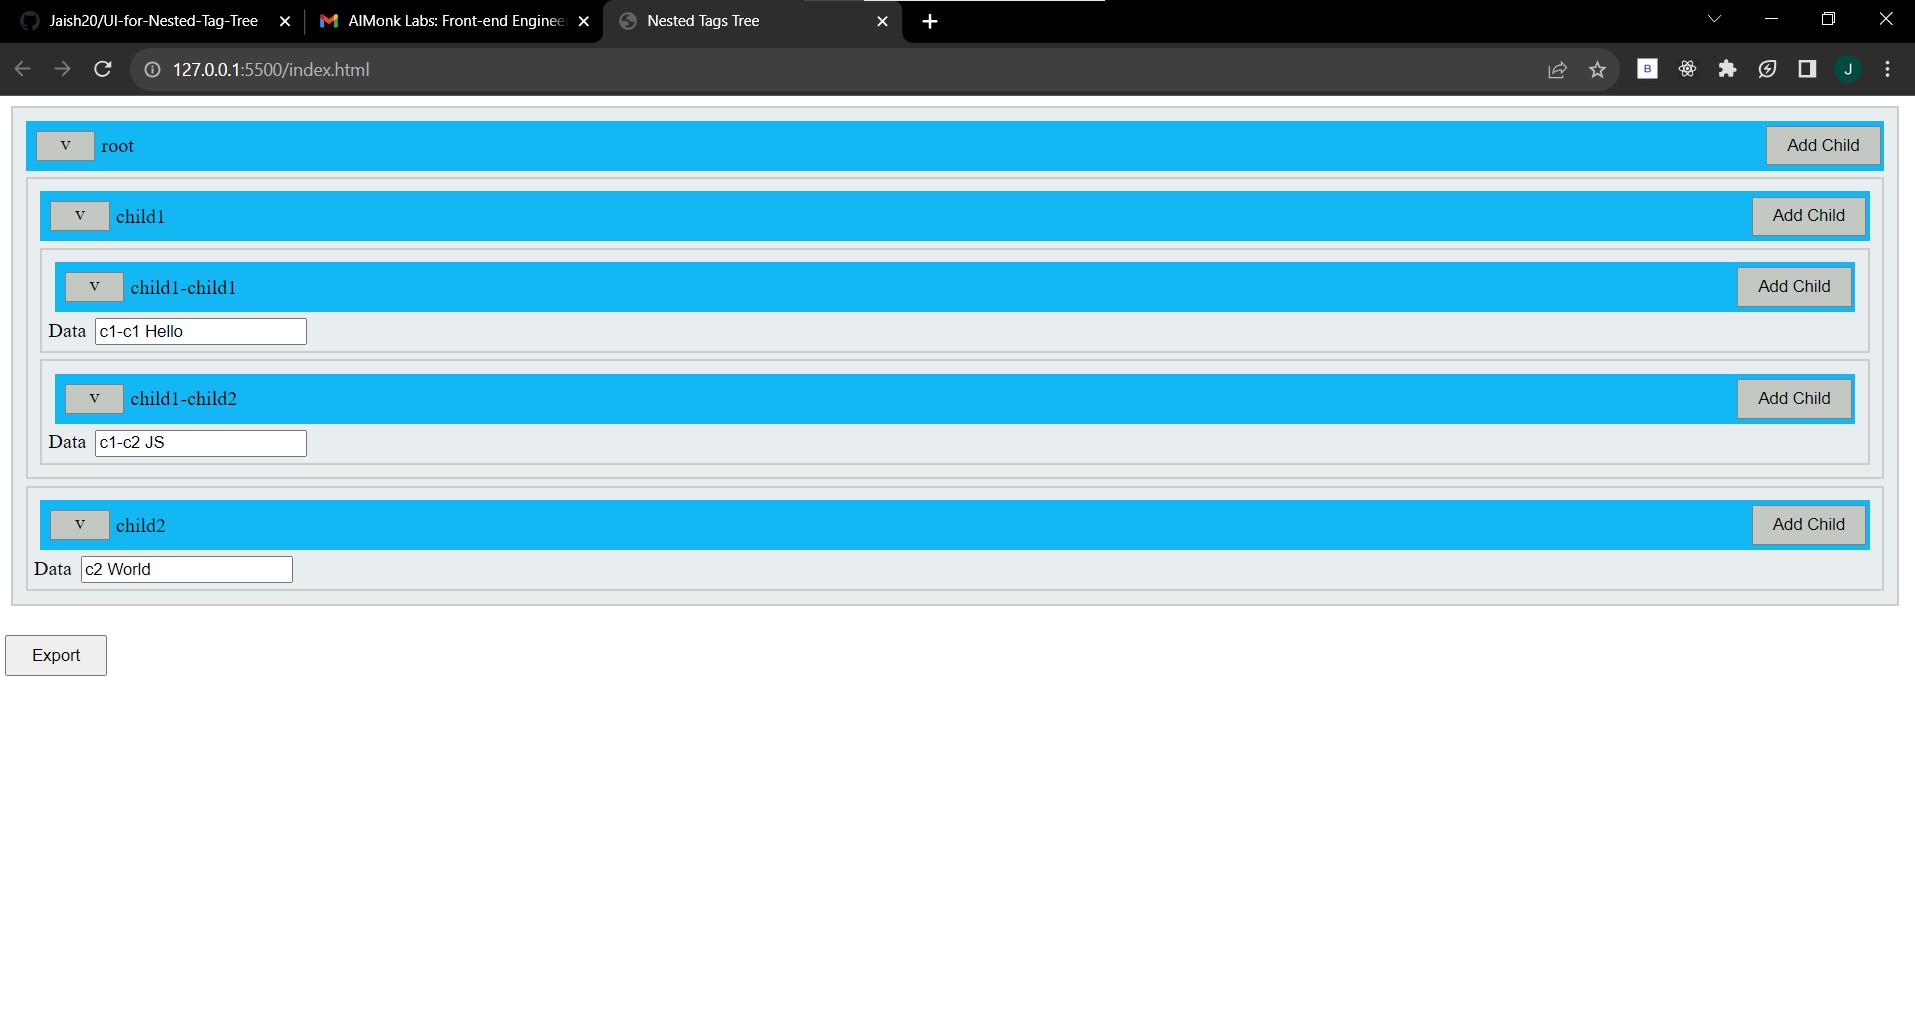 Jaish20/UI-for-Nested-Tag-Tree
AIMonk Labs: Front-end Enginee
Nested Tags Tree
127.0.0.1:5500/index.html
B
J
v root Add Child
v child1 Add Child
v child1-child1 Add Child
Data c1-c1 Hello
v child1-child2 Add Child
Data c1-c2 JS
v child2 Add Child
Data c2 World
Export